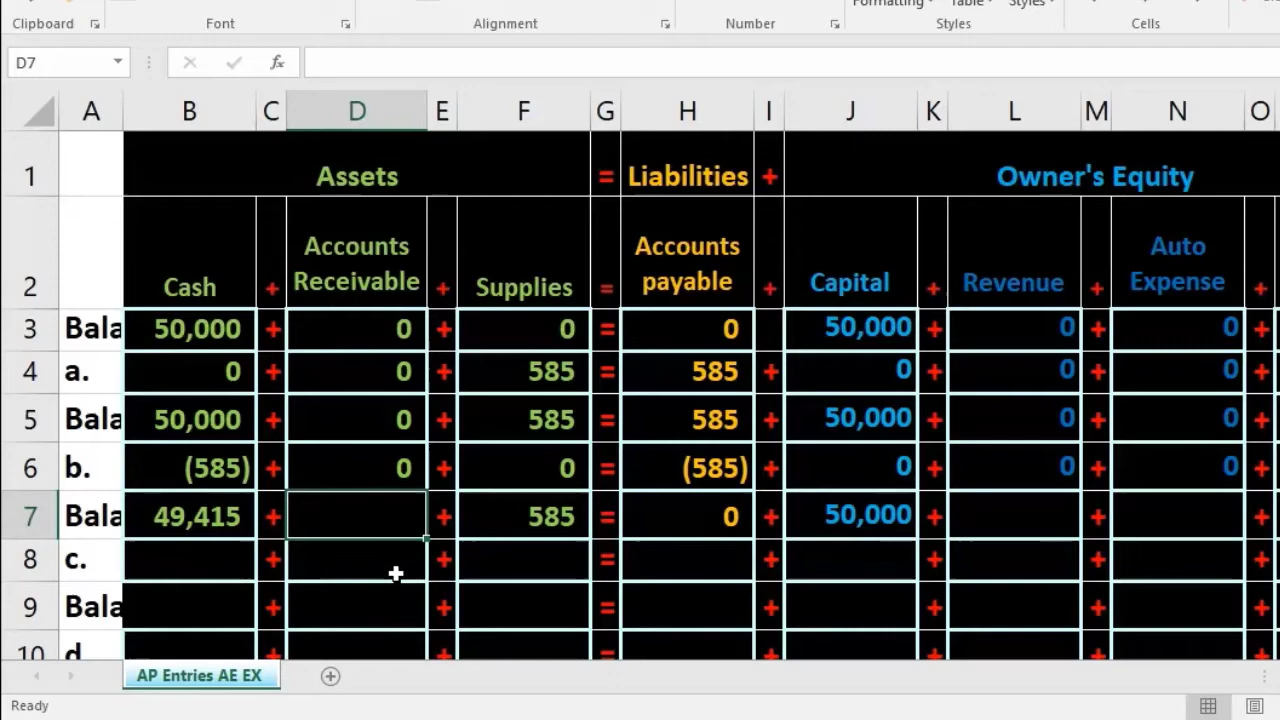 Formatting Table Styles
Clipboard Font Alignment Number Styles Cells
D7 fx
A B C D E F G H I J K L M N O
1 Assets = Liabilities + Owner's Equity
Accounts Accounts Auto
2 Cash + Receivable + Supplies = payable + Capital + Revenue + Expense +
3 Bala 50,000 + 0 + 0 = 0 50,000 + 0 + 0 +
4 a. 0 + 0 + 585 = 585 + 0 + 0 + 0 +
5 Bala 50,000 + 0 + 585 = 585 + 50,000 + 0 + 0 +
6 b. (585) + 0 + 0 = (585) + 0 + 0 + 0 +
7 Bala 49,415 + + 585 = 0 + 50,000 + + +
8 c. + + = + + + +
9 Bala + + = + + + +
10 d + + = + + + +
AP Entries AE EX
Ready